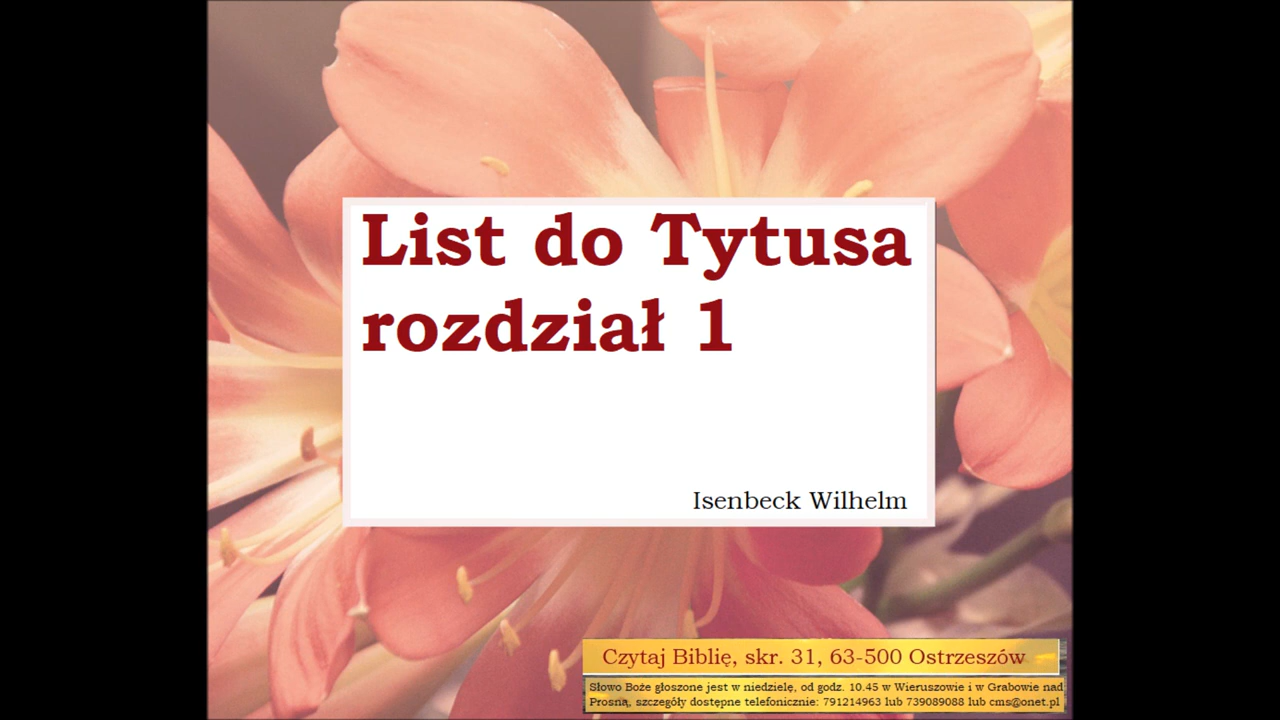 List do Tytusa
rozdział 1
Isenbeck Wilhelm
Czytaj Biblię, skr. 31, 63-500 Ostrzeszów
Słowo Boże głoszone jest w niedzielę, od godz. 10.45 w Wieruszowie i w Grabowie nad
Prosną, szczegóły dostępne telefonicznie: 791214963 lub 739089088 lub cms@onet.pl